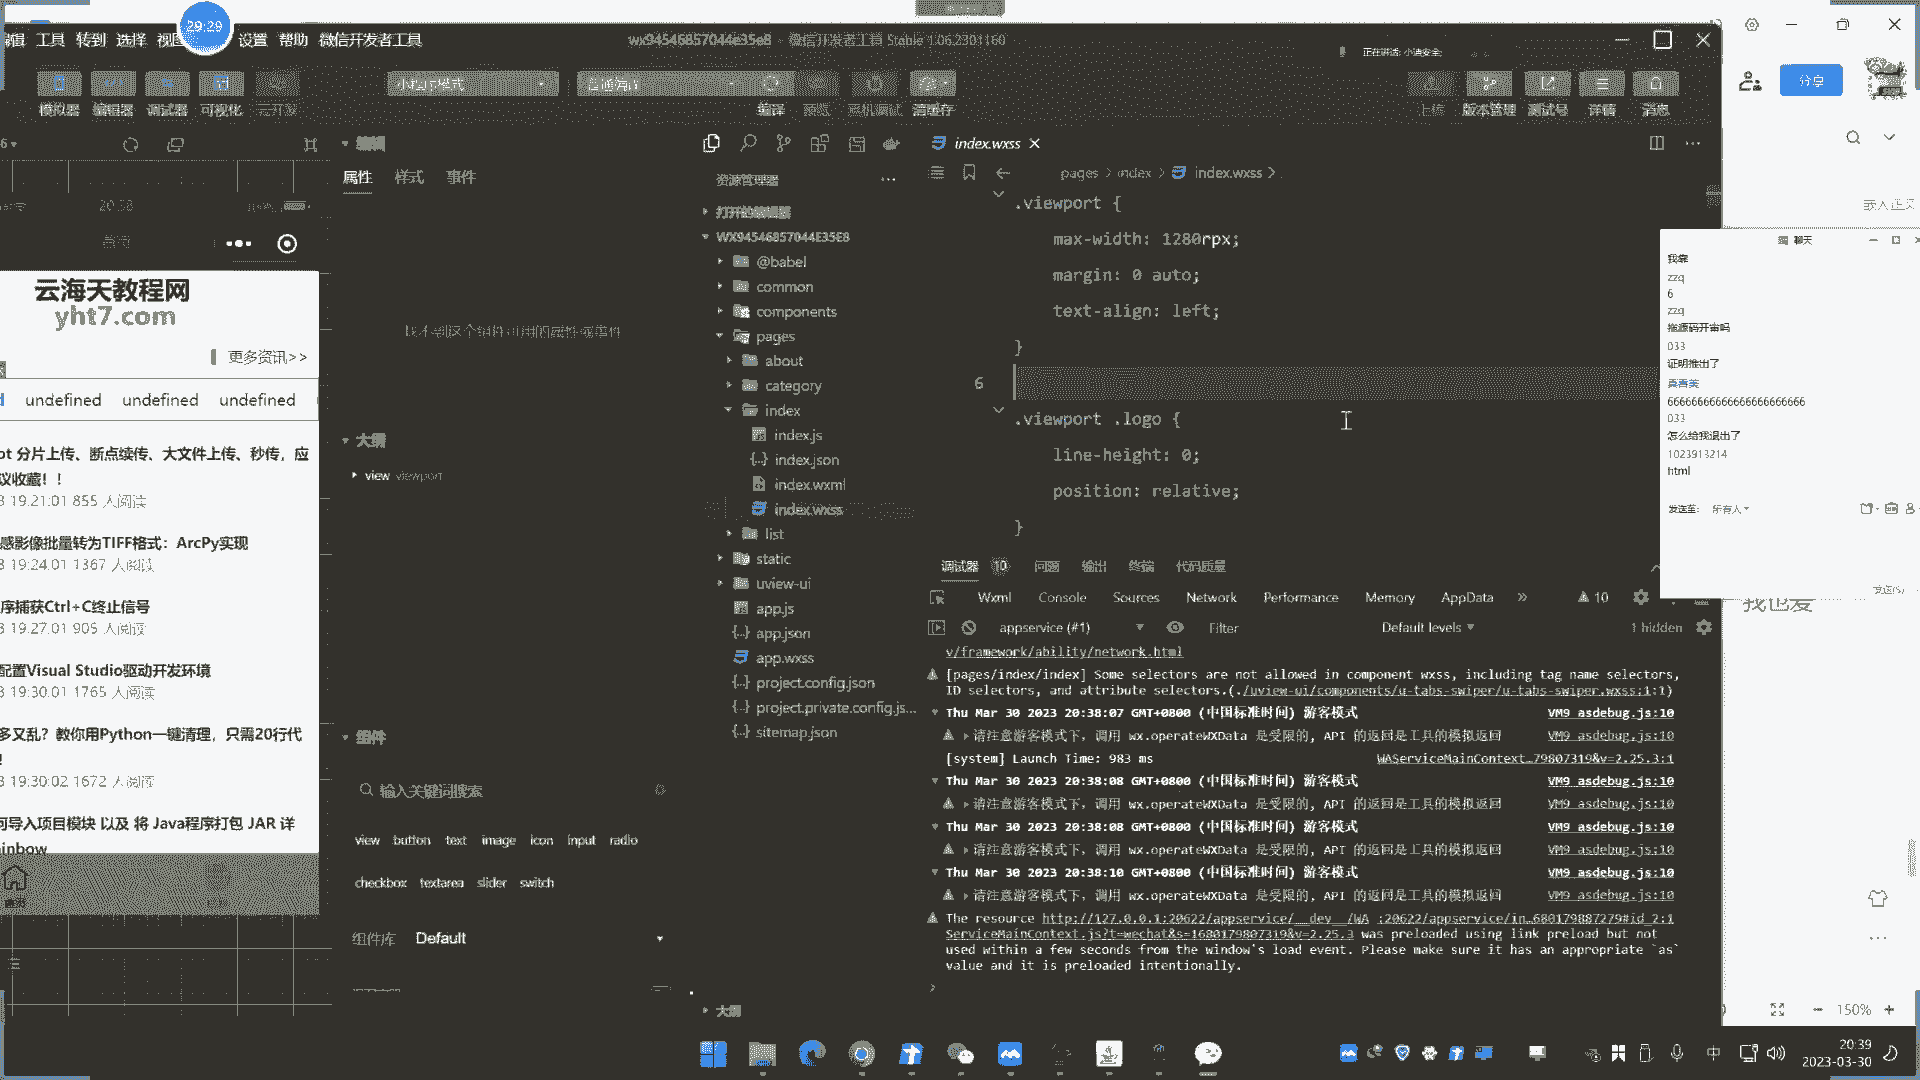 29:29
工具 转到 选择 视图 设置 帮助 微信开发者工具
wx94546857044e35e8 - 微信开发者工具 Stable 1.06.2301160
正在讲话: 小迪安全;
小程序模式
普通编译
模拟器 编辑器 调试器 可视化 云开发
编译 预览 真机调试 清缓存
上传 版本管理 测试号 详情 消息
分享
编辑
属性 样式 事件
20:38
云海天教程网
yht7.com
更多资讯>>
undefined undefined undefined
分片上传、断点续传、大文件上传、秒传，应
议收藏！！
19:21:01 855 人阅读
感影像批量转为TIFF格式：ArcPy实现
19:24:01 1367 人阅读
序捕获Ctrl+C终止信号
19:27:01 905 人阅读
配置Visual Studio驱动开发环境
19:30:01 1765 人阅读
多又乱？教你用Python一键清理，只需20行代
19:30:02 1672 人阅读
可导入项目模块 以及 将 Java程序打包 JAR 详
ainbow
找不到这个组件可用的属性或事件
大纲
view viewport
组件
输入关键词搜索
view button text image icon input radio
checkbox textarea slider switch
组件库 Default
资源管理器
打开的编辑器
WX94546857044E35E8
@babel
common
components
pages
about
category
index
index.js
index.json
index.wxml
index.wxss
list
static
uview-ui
app.js
app.json
app.wxss
project.config.json
project.private.config.js...
sitemap.json
大纲
index.wxss
pages > index > index.wxss >
.viewport {
max-width: 1280rpx;
margin: 0 auto;
text-align: left;
}
6
.viewport .logo {
line-height: 0;
position: relative;
}
调试器 10 问题 输出 终端 代码质量
Wxml Console Sources Network Performance Memory AppData » 10
appservice (#1) Filter Default levels 1 hidden
v/framework/ability/network.html
[pages/index/index] Some selectors are not allowed in component wxss, including tag name selectors,
ID selectors, and attribute selectors.(./uview-ui/components/u-tabs-swiper/u-tabs-swiper.wxss:1:1)
Thu Mar 30 2023 20:38:07 GMT+0800 (中国标准时间) 游客模式 VM9 asdebug.js:10
请注意游客模式下，调用 wx.operateWXData 是受限的, API 的返回是工具的模拟返回 VM9 asdebug.js:10
[system] Launch Time: 983 ms WAServiceMainContext…79807319&v=2.25.3:1
Thu Mar 30 2023 20:38:08 GMT+0800 (中国标准时间) 游客模式 VM9 asdebug.js:10
请注意游客模式下，调用 wx.operateWXData 是受限的, API 的返回是工具的模拟返回 VM9 asdebug.js:10
Thu Mar 30 2023 20:38:08 GMT+0800 (中国标准时间) 游客模式 VM9 asdebug.js:10
请注意游客模式下，调用 wx.operateWXData 是受限的, API 的返回是工具的模拟返回 VM9 asdebug.js:10
Thu Mar 30 2023 20:38:10 GMT+0800 (中国标准时间) 游客模式 VM9 asdebug.js:10
请注意游客模式下，调用 wx.operateWXData 是受限的, API 的返回是工具的模拟返回 VM9 asdebug.js:10
The resource http://127.0.0.1:20622/appservice/__dev__/WA :20622/appservice/in…680179887279#id_2:1
ServiceMainContext.js?t=wechat&s=1680179807319&v=2.25.3 was preloaded using link preload but not
used within a few seconds from the window's load event. Please make sure it has an appropriate `as`
value and it is preloaded intentionally.
聊天
我靠
zzq
6
zzq
拖源码开审吗
033
证明推出了
真香美
033
怎么给我退出了
1023913214
html
发送至: 所有人
我也爱
150%
中
20:39
2023-03-30